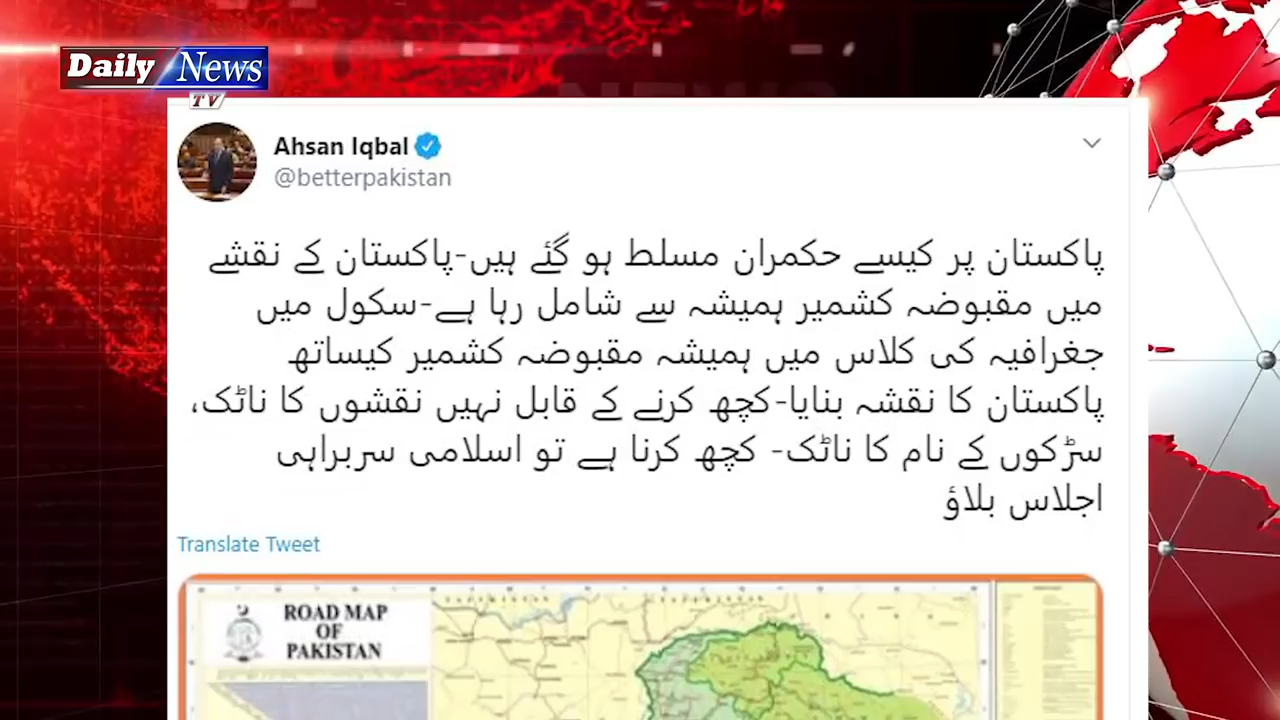 Daily News
TV
Ahsan Iqbal
@betterpakistan
پاکستان پر کیسے حکمران مسلط ہو گئے ہیں-پاکستان کے نقشے
میں مقبوضہ کشمیر ہمیشہ سے شامل رہا ہے-سکول میں
جغرافیہ کی کلاس میں ہمیشہ مقبوضہ کشمیر کیساتھ
پاکستان کا نقشہ بنایا-کچھ کرنے کے قابل نہیں نقشوں کا ناٹک،
سڑکوں کے نام کا ناٹک- کچھ کرنا ہے تو اسلامی سربراہی
اجلاس بلاؤ
Translate Tweet
ROAD MAP
OF
PAKISTAN